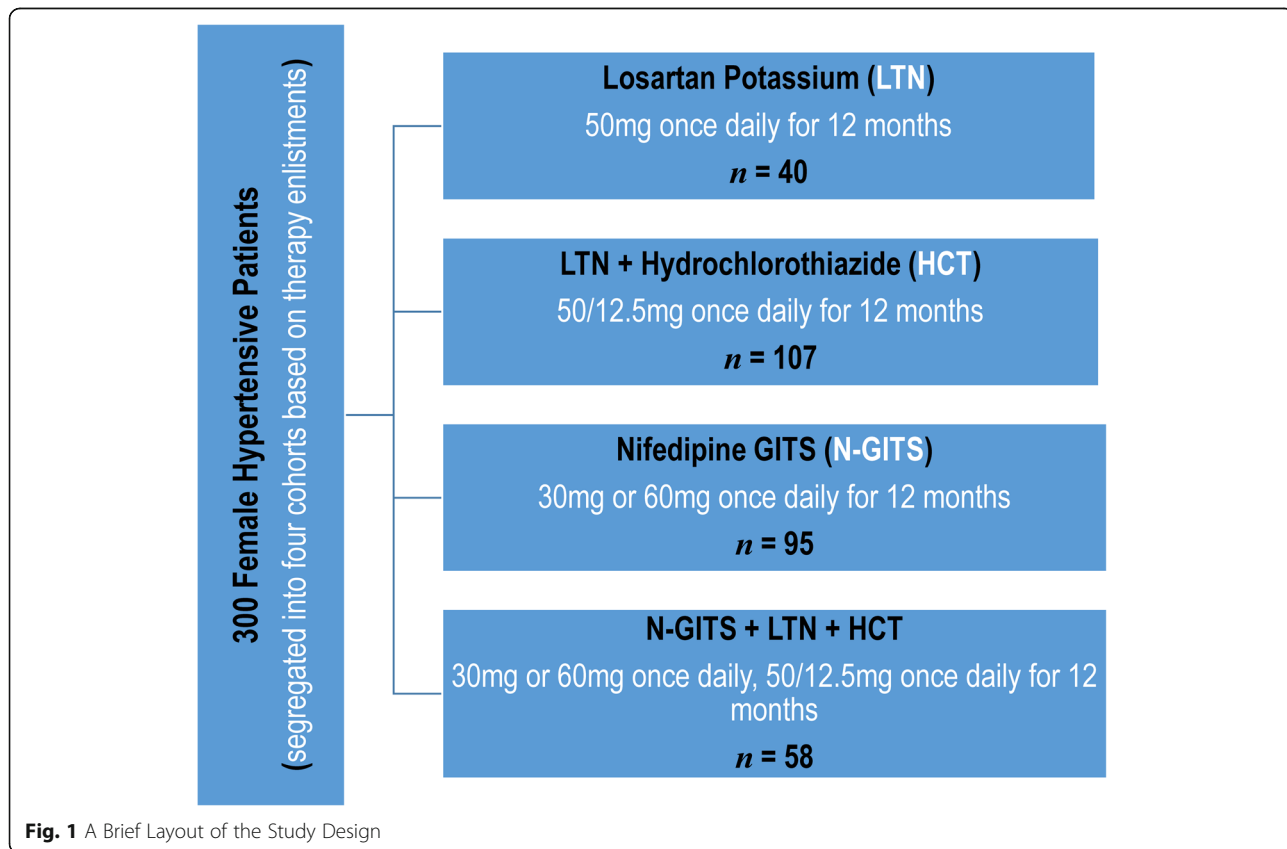 300 Female Hypertensive Patients
(segregated into four cohorts based on therapy enlistments)
Losartan Potassium (LTN)
50mg once daily for 12 months
n = 40
LTN + Hydrochlorothiazide (HCT)
50/12.5mg once daily for 12 months
n = 107
Nifedipine GITS (N-GITS)
30mg or 60mg once daily for 12 months
n = 95
N-GITS + LTN + HCT
30mg or 60mg once daily, 50/12.5mg once daily for 12
months
n = 58
Fig. 1 A Brief Layout of the Study Design